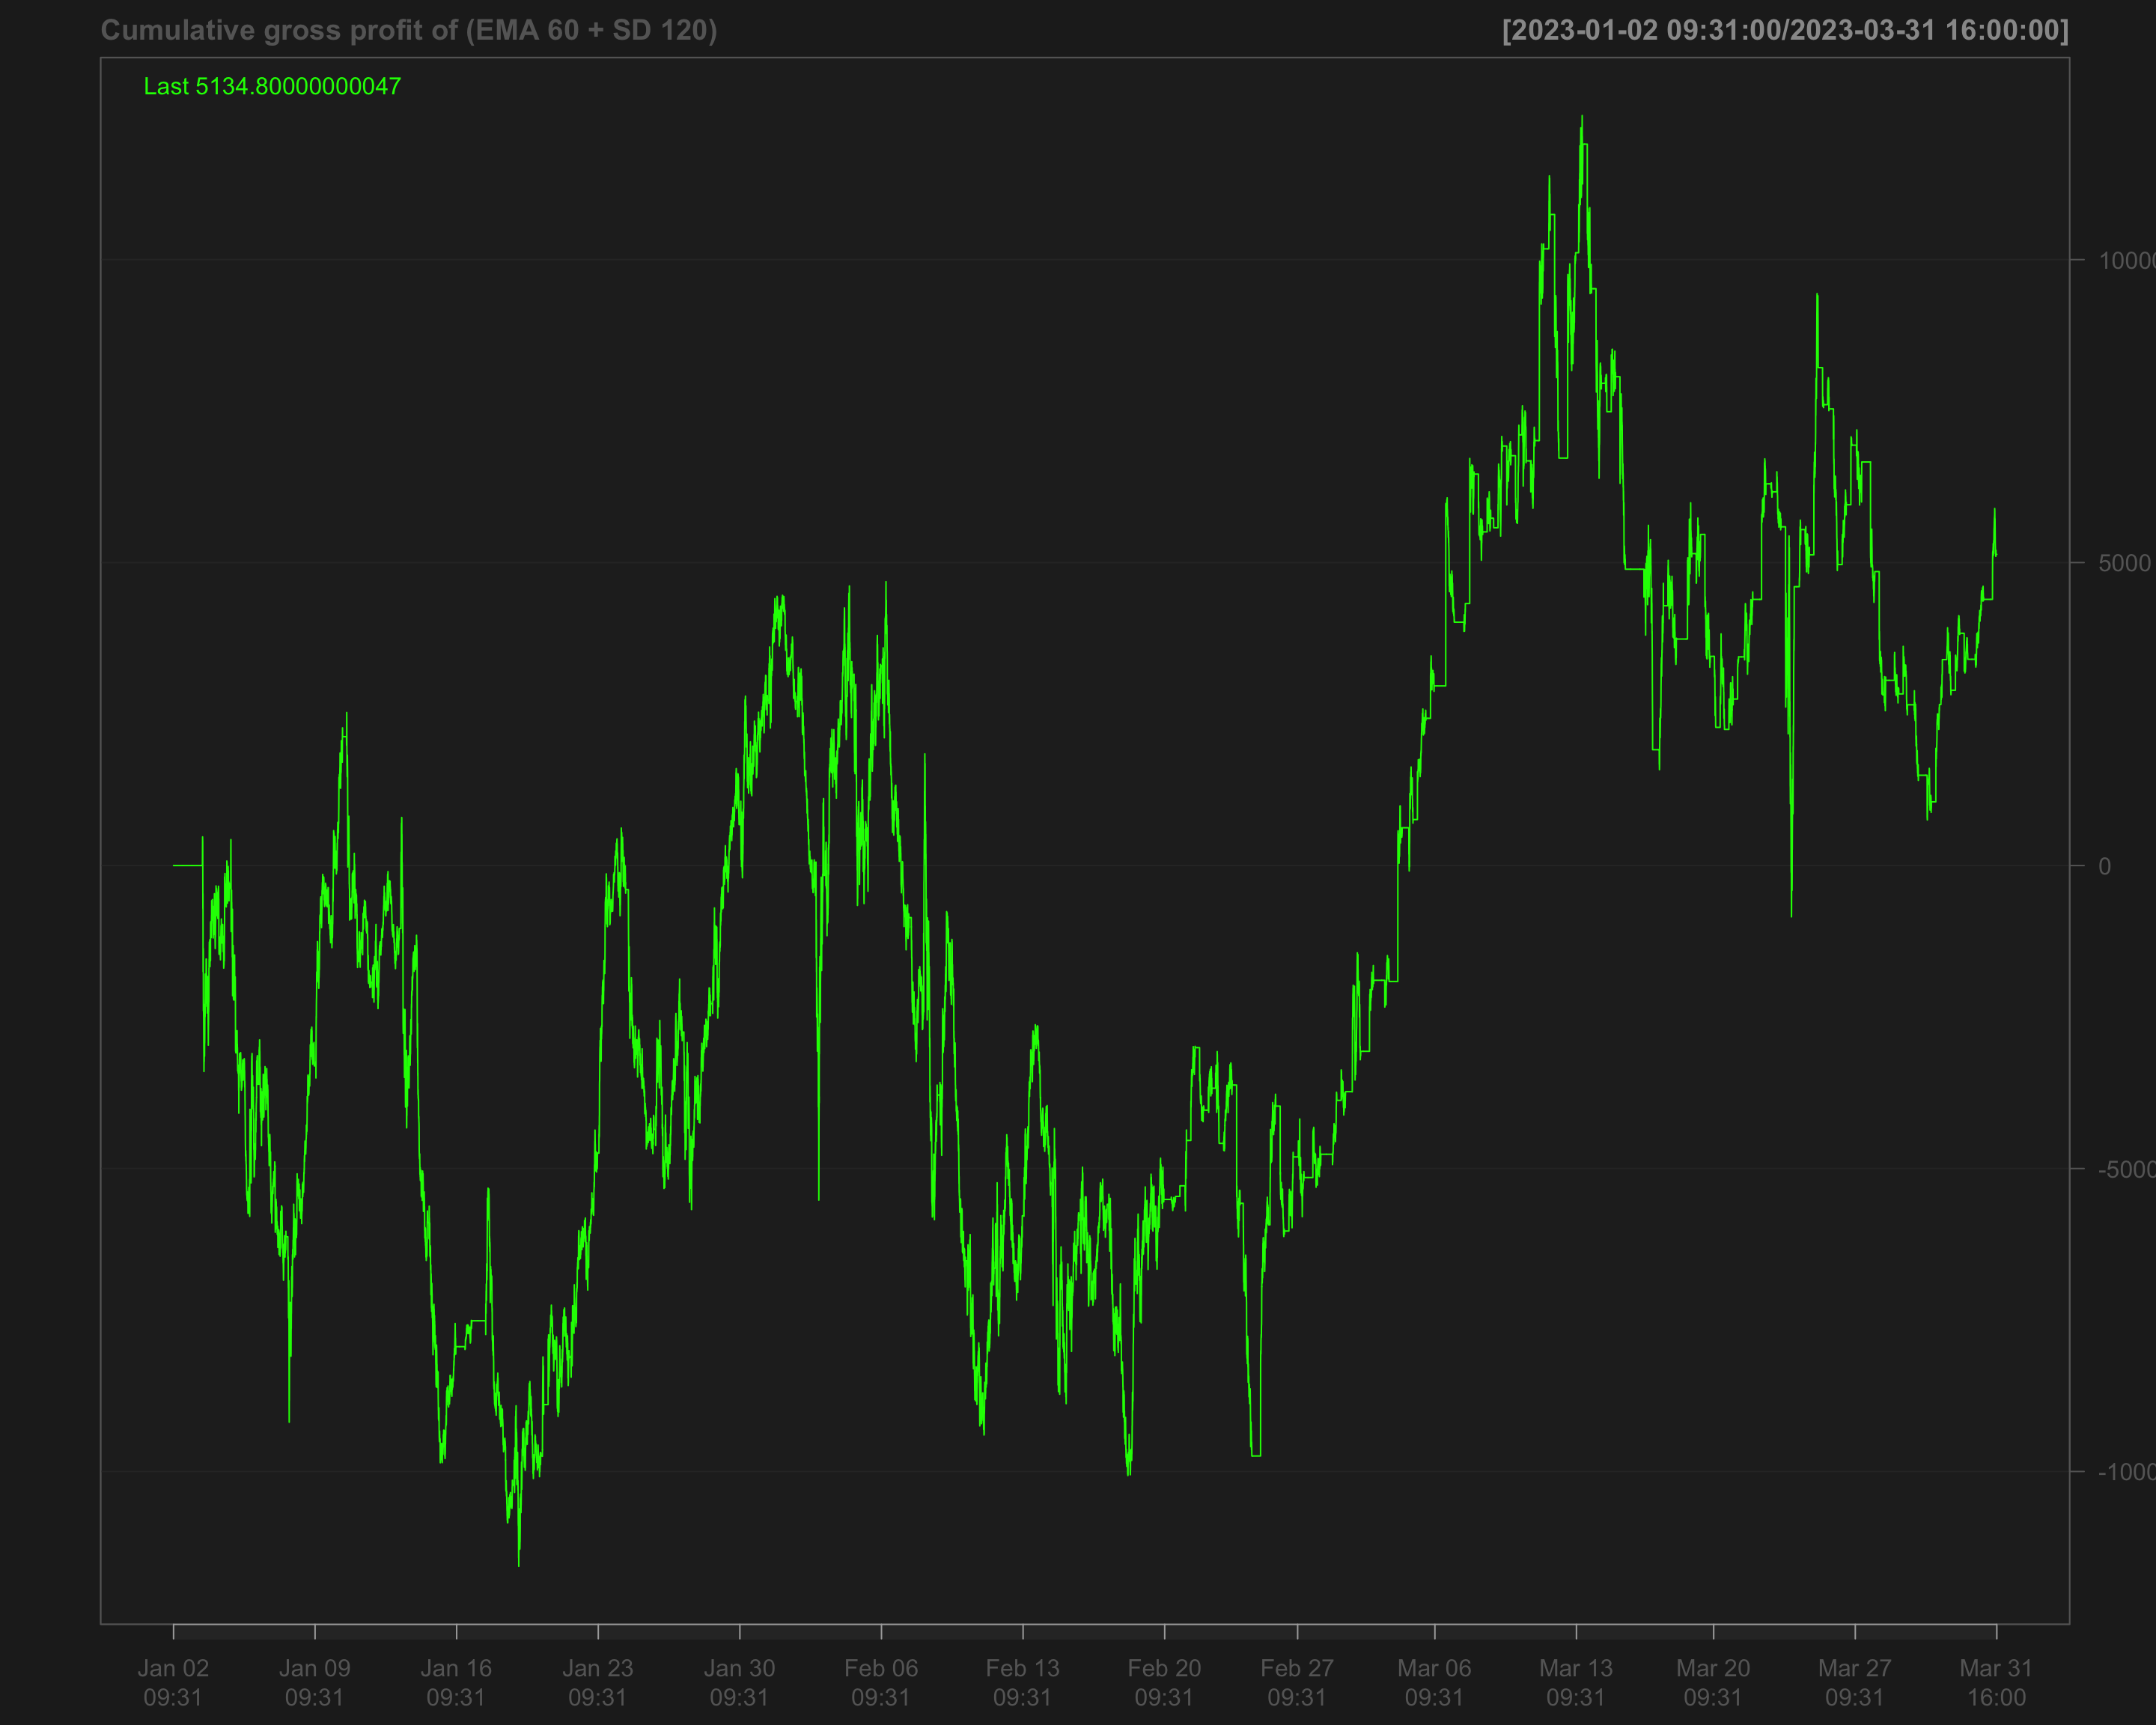 Cumulative gross profit of (EMA 60 + SD 120)
[2023-01-02 09:31:00/2023-03-31 16:00:00]
Last 5134.80000000047
10000
5000
0
-5000
-1000
Jan 02 Jan 09 Jan 16 Jan 23 Jan 30 Feb 06 Feb 13 Feb 20 Feb 27 Mar 06 Mar 13 Mar 20 Mar 27 Mar 31
09:31 09:31 09:31 09:31 09:31 09:31 09:31 09:31 09:31 09:31 09:31 09:31 09:31 16:00